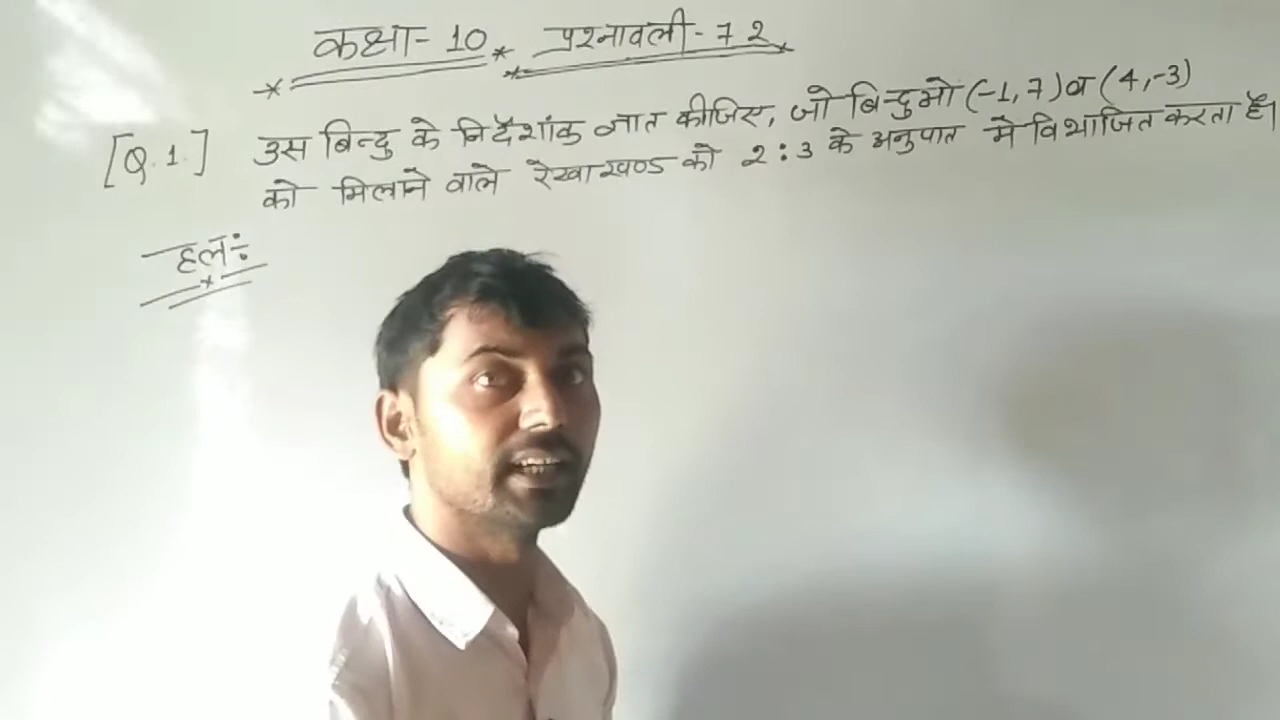 कक्षा- 10 प्रश्नावली- 7 2
[Q. 1.] उस बिन्दु के निर्देशांक ज्ञात कीजिए, जो बिन्दुओ (-1, 7) व (4, -3)
को मिलाने वाले रेखाखण्ड को 2 : 3 के अनुपात मे विभाजित करता है।
हल÷